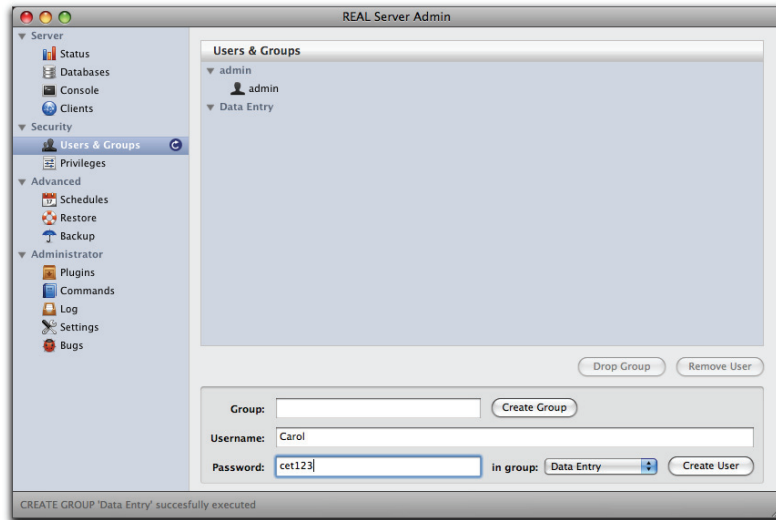 REAL Server Admin
Server
Status
Databases
Console
Clients
Security
Users & Groups
Privileges
Advanced
Schedules
Restore
Backup
Administrator
Plugins
Commands
Log
Settings
Bugs
Users & Groups
admin
admin
Data Entry
Drop Group Remove User
Group: Create Group
Username: Carol
Password: cet123 in group: Data Entry Create User
CREATE GROUP 'Data Entry' succesfully executed